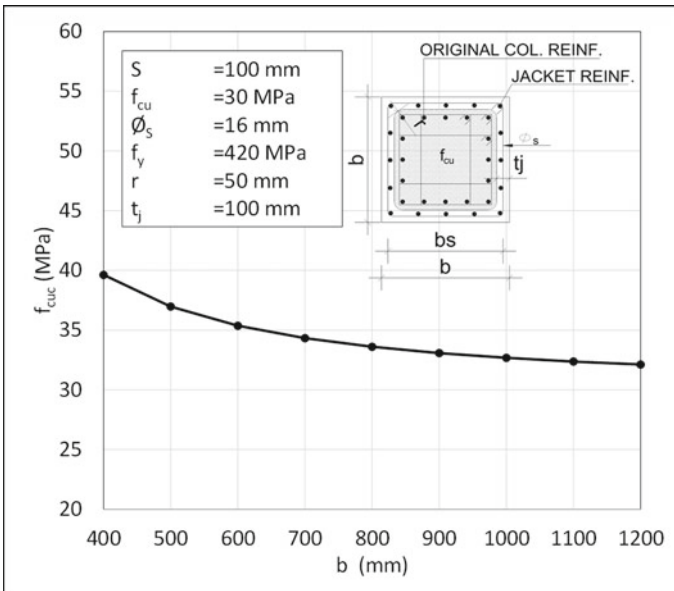 60
55
50
45
40
35
30
25
20
f_cuc (MPa)
S =100 mm
f_cu =30 MPa
Ø_S =16 mm
f_y =420 MPa
r =50 mm
t_j =100 mm
ORIGINAL COL. REINF.
JACKET REINF.
r
Φ_s
b
f_cu
tj
bs
b
400 500 600 700 800 900 1000 1100 1200
b (mm)